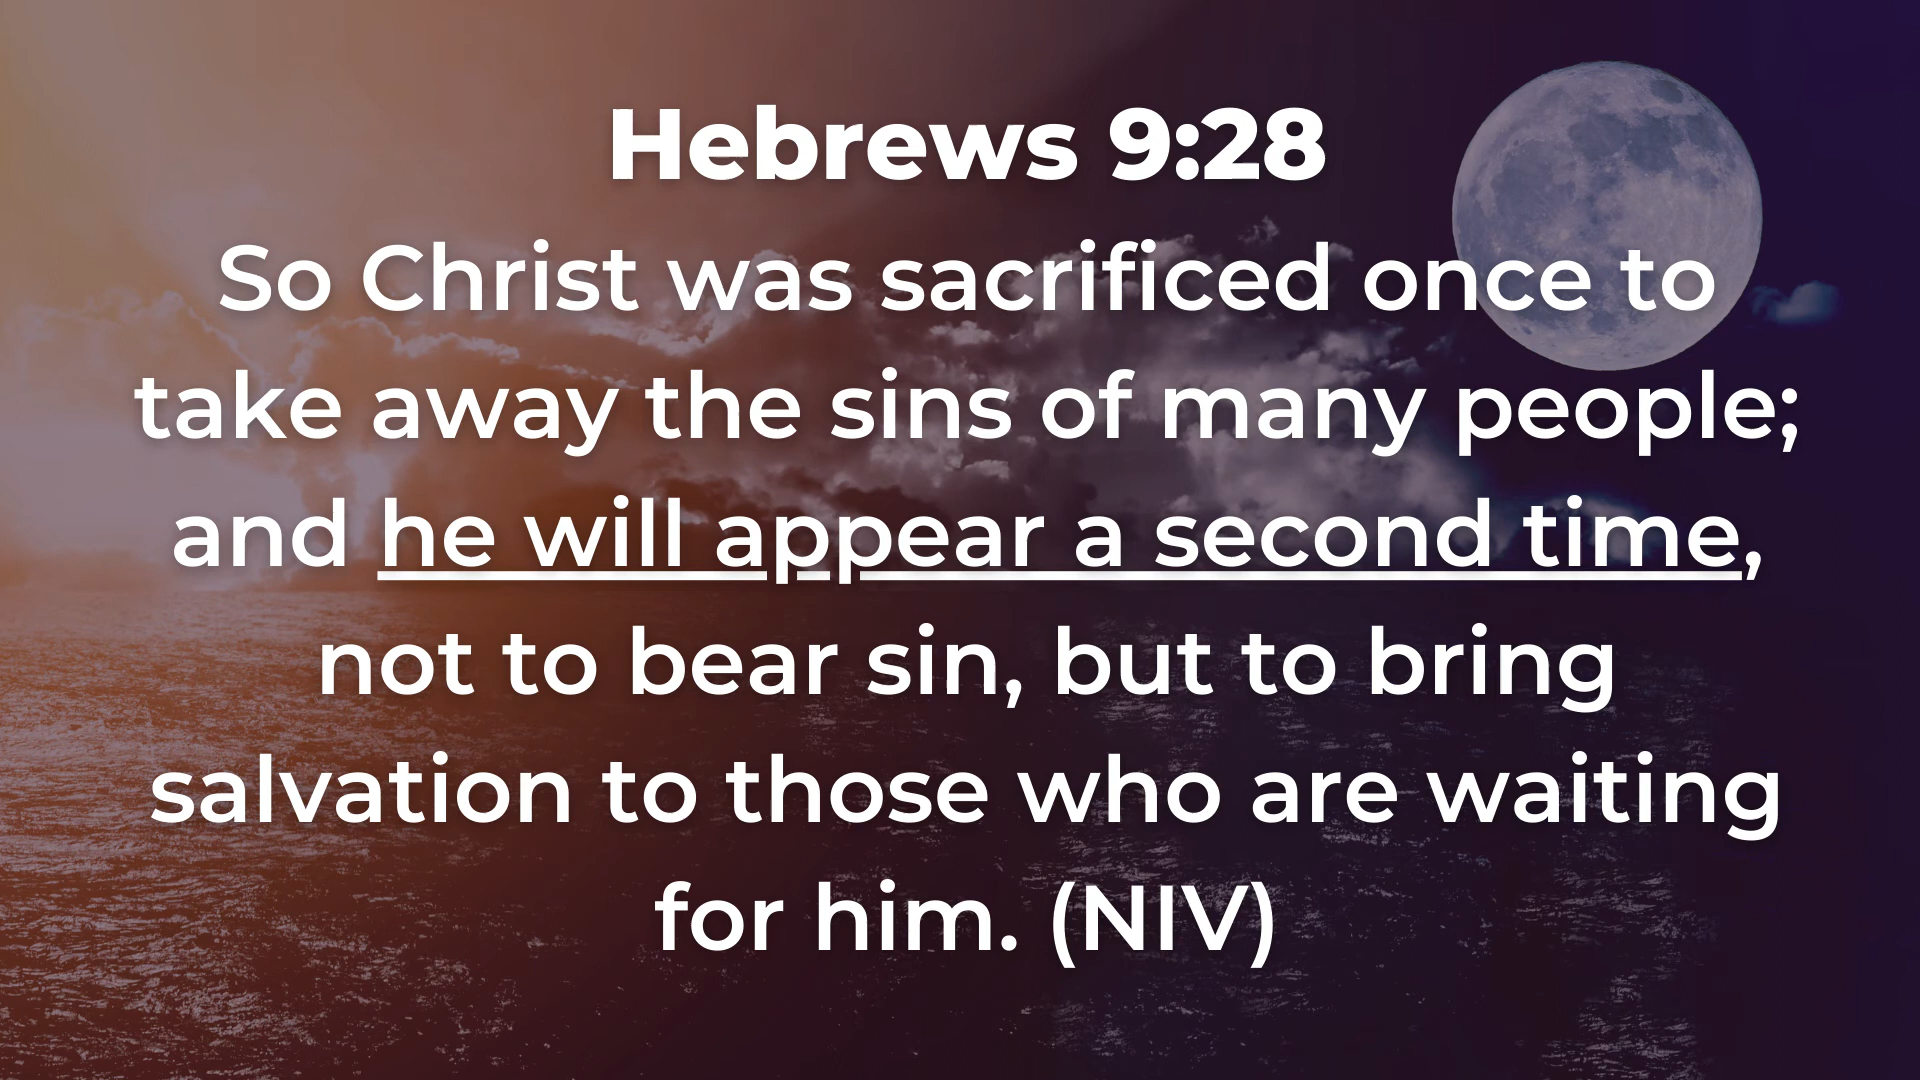 Hebrews 9:28
So Christ was sacrificed once to
take away the sins of many people;
and he will appear a second time,
not to bear sin, but to bring
salvation to those who are waiting
for him. (NIV)